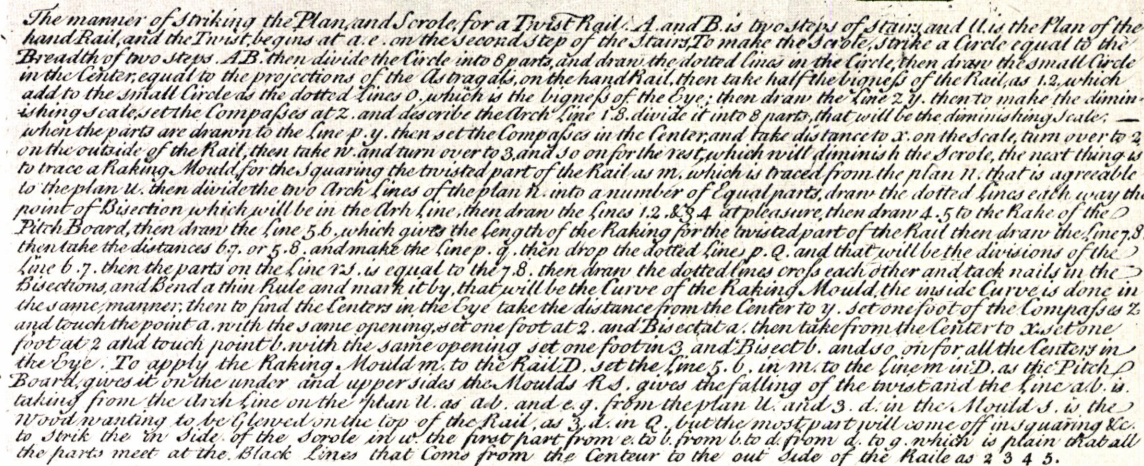 The manner of Striking the Plan, and Scrole, for a Twist Rail. A. and B. is two steps of Stairs, and U. is the Plan of the
hand Rail, and the Twist, begins at a.e. on the second Step of the Stairs, To make the Scrole, Strike a Circle equal to the
Breadth of two steps. A B. then divide the Circle into 8 parts, and draw the dotted lines in the Circle, then draw the small Circle
in the Center, equal to the projections of the Astragals, on the hand Rail, then take half the bigness of the Rail, as 1.2, which
add to the small Circle as the dotted Lines O. which is the bigness of the Eye; then draw the Line 2 y. then to make the dimin-
ishing Scale, set the Compasses at 2. and describe the Arch Line 1.8. divide it into 8 parts, that will be the diminishing Scale:
when the parts are drawn to the Line p. y. then set the Compasses in the Center, and take distance to x. on the Scale, turn over to 2
on the outside of the Rail, then take w. and turn over to 3, and so on for the rest, which will diminish the Scrole, the next thing is
to trace a Raking Mould, for the Squaring the twisted part of the Rail as m. which is traced from the plan n. that is agreeable
to the plan U. then divide the two Arch Lines of the plan n. into a number of Equal parts, draw the dotted Lines each way th
point of Bisection which will be in the Arh Line, then draw the Lines 1.2. & 3 4 at pleasure, then draw 4.5 to the Rake of the
Pitch Board, then draw the Line 5.6, which gives the length of the Raking for the twisted part of the Rail then draw the Line 7.8.
then take the distances 6.7. or 5.8. and make the Line p. q. then drop the dotted Line p. Q. and that will be the divisions of the
Line 6.7. then the parts on the Line r.s. is equal to the 7.8. then draw the dotted lines cross each other and tack nails in the
Bisections, and Bend a thin Rule and mark it by, that will be the Curve of the Raking Mould, the inside Curve is done in
the same manner, then to find the Centers in the Eye take the distance from the Center to y. set one foot of the Compasses 2
and touch the point a. with the same opening, set one foot at 2. and Bisect at a, then take from the Center to x. set one
foot at 2 and touch point b. with the same opening set one foot in 3 and Bisect b. and so on for all the Centers in
the Eye. To apply the Raking Mould m. to the Rail D. set the Line 5.6. in m. to the Line m in D. as the Pitch
Board, gives it on the under and upper sides the Moulds R.S. gives the falling of the twist and the Line a.b. is
taking from the Arch Line on the plan U. as a.b. and e.g. from the plan U. and 3. d. in the Mould S. is the
Wood wanting to be Glewed on the top of the Rail, as 3. d. in Q. but the most part will come off in squaring &c.
to Strik the in Side of the Scrole in w. the first part from e. to b. from b. to d. from d. to g. which is plain that all
the parts meet at the Black Lines that Coms from the Centeur to the out Side of the Raile as 2 3 4 5.